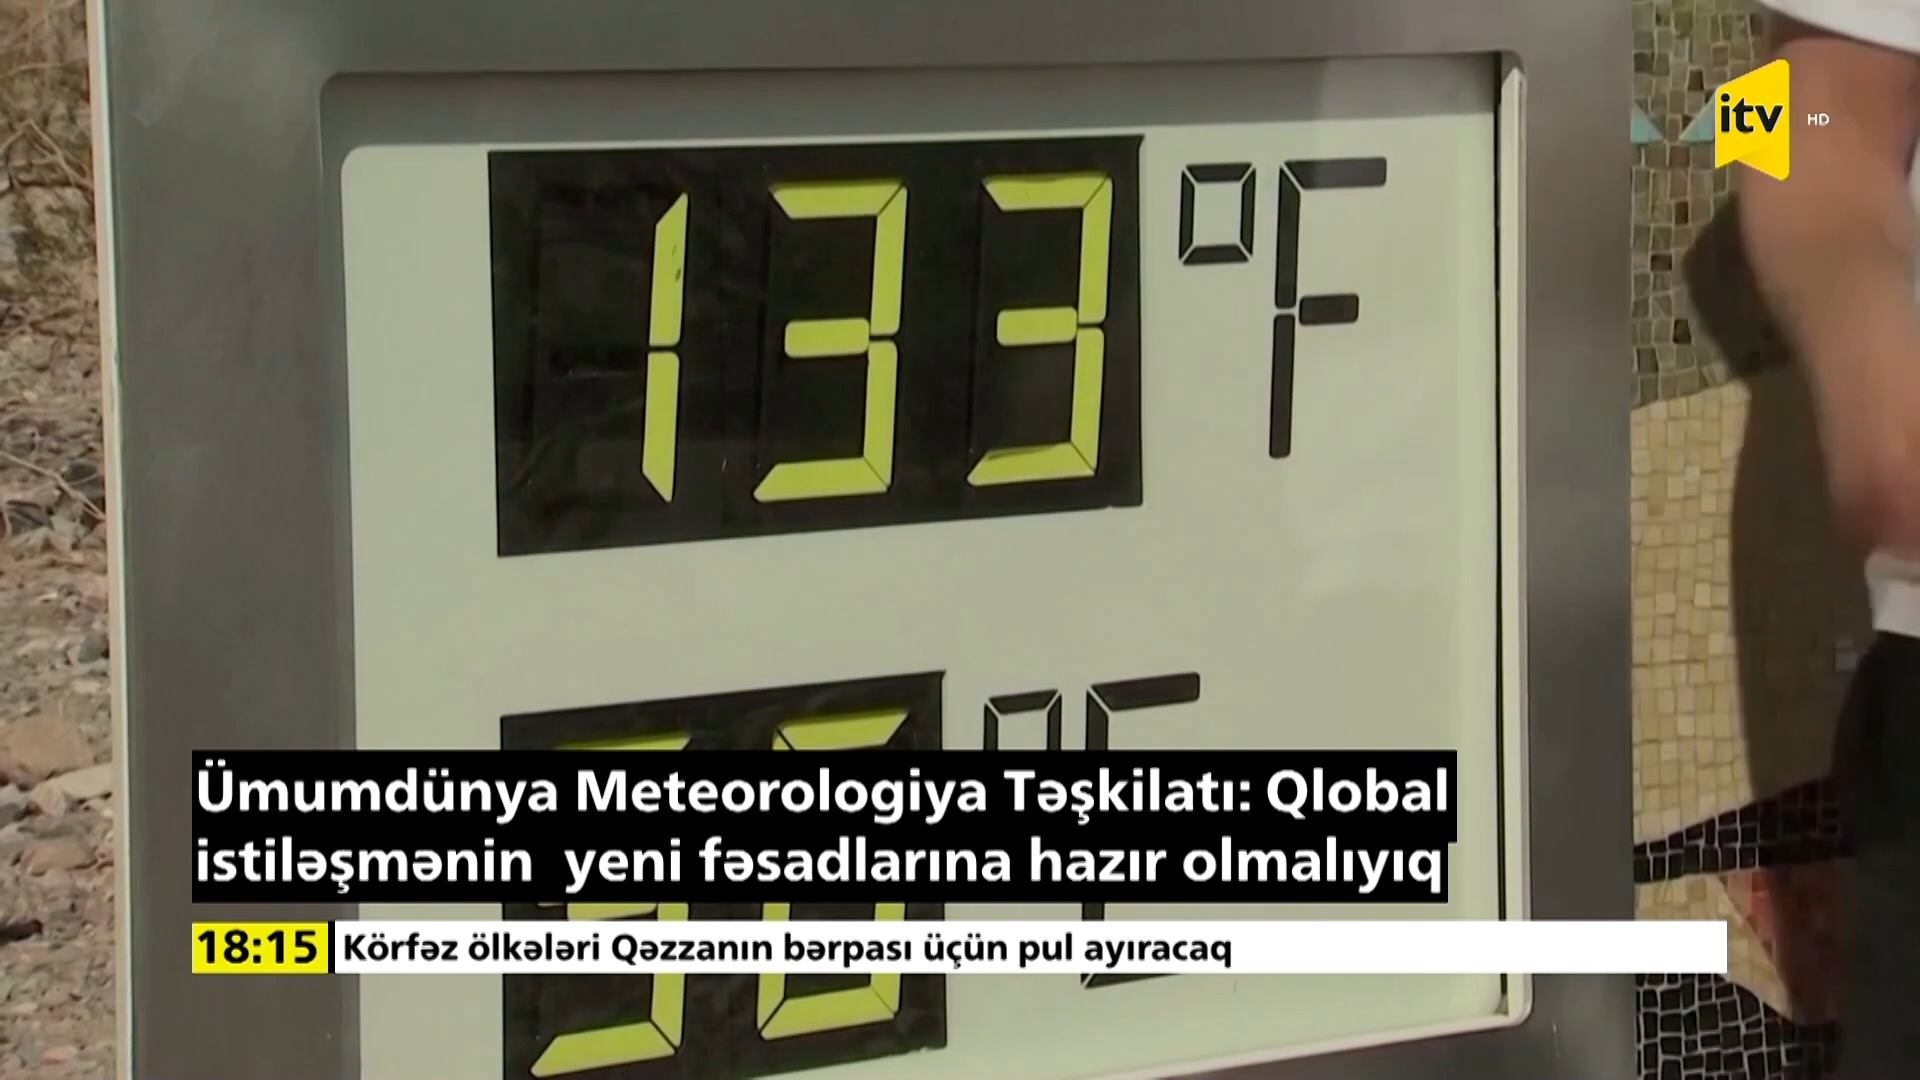 133 °F
itv HD
°C
Ümumdünya Meteorologiya Təşkilatı: Qlobal
istiləşmənin yeni fəsadlarına hazır olmalıyıq
18:15 Körfəz ölkələri Qəzzanın bərpası üçün pul ayıracaq